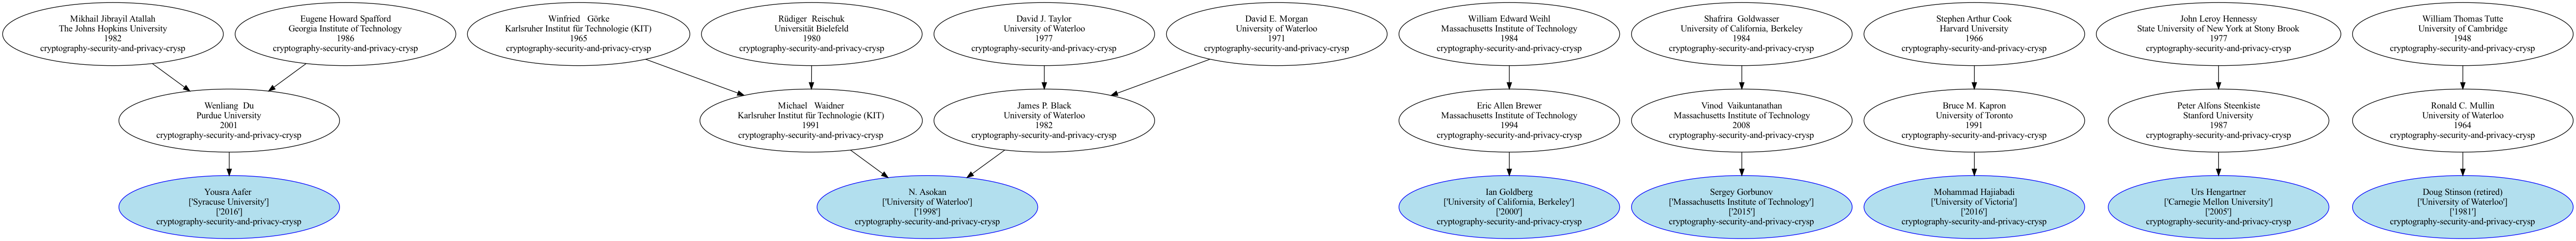 Mikhail Jibrayil Atallah
The Johns Hopkins University
1982
cryptography-security-and-privacy-crysp
Eugene Howard Spafford
Georgia Institute of Technology
1986
cryptography-security-and-privacy-crysp
Winfried   Görke
Karlsruher Institut für Technologie (KIT)
1965
cryptography-security-and-privacy-crysp
Rüdiger  Reischuk
Universität Bielefeld
1980
cryptography-security-and-privacy-crysp
David J. Taylor
University of Waterloo
1977
cryptography-security-and-privacy-crysp
David E. Morgan
University of Waterloo
1971
cryptography-security-and-privacy-crysp
William Edward Weihl
Massachusetts Institute of Technology
1984
cryptography-security-and-privacy-crysp
Shafrira  Goldwasser
University of California, Berkeley
1984
cryptography-security-and-privacy-crysp
Stephen Arthur Cook
Harvard University
1966
cryptography-security-and-privacy-crysp
John Leroy Hennessy
State University of New York at Stony Brook
1977
cryptography-security-and-privacy-crysp
William Thomas Tutte
University of Cambridge
1948
cryptography-security-and-privacy-crysp
Wenliang  Du
Purdue University
2001
cryptography-security-and-privacy-crysp
Michael   Waidner
Karlsruher Institut für Technologie (KIT)
1991
cryptography-security-and-privacy-crysp
James P. Black
University of Waterloo
1982
cryptography-security-and-privacy-crysp
Eric Allen Brewer
Massachusetts Institute of Technology
1994
cryptography-security-and-privacy-crysp
Vinod  Vaikuntanathan
Massachusetts Institute of Technology
2008
cryptography-security-and-privacy-crysp
Bruce M. Kapron
University of Toronto
1991
cryptography-security-and-privacy-crysp
Peter Alfons Steenkiste
Stanford University
1987
cryptography-security-and-privacy-crysp
Ronald C. Mullin
University of Waterloo
1964
cryptography-security-and-privacy-crysp
Yousra Aafer
['Syracuse University']
['2016']
cryptography-security-and-privacy-crysp
N. Asokan
['University of Waterloo']
['1998']
cryptography-security-and-privacy-crysp
Ian Goldberg
['University of California, Berkeley']
['2000']
cryptography-security-and-privacy-crysp
Sergey Gorbunov
['Massachusetts Institute of Technology']
['2015']
cryptography-security-and-privacy-crysp
Mohammad Hajiabadi
['University of Victoria']
['2016']
cryptography-security-and-privacy-crysp
Urs Hengartner
['Carnegie Mellon University']
['2005']
cryptography-security-and-privacy-crysp
Doug Stinson (retired)
['University of Waterloo']
['1981']
cryptography-security-and-privacy-crysp